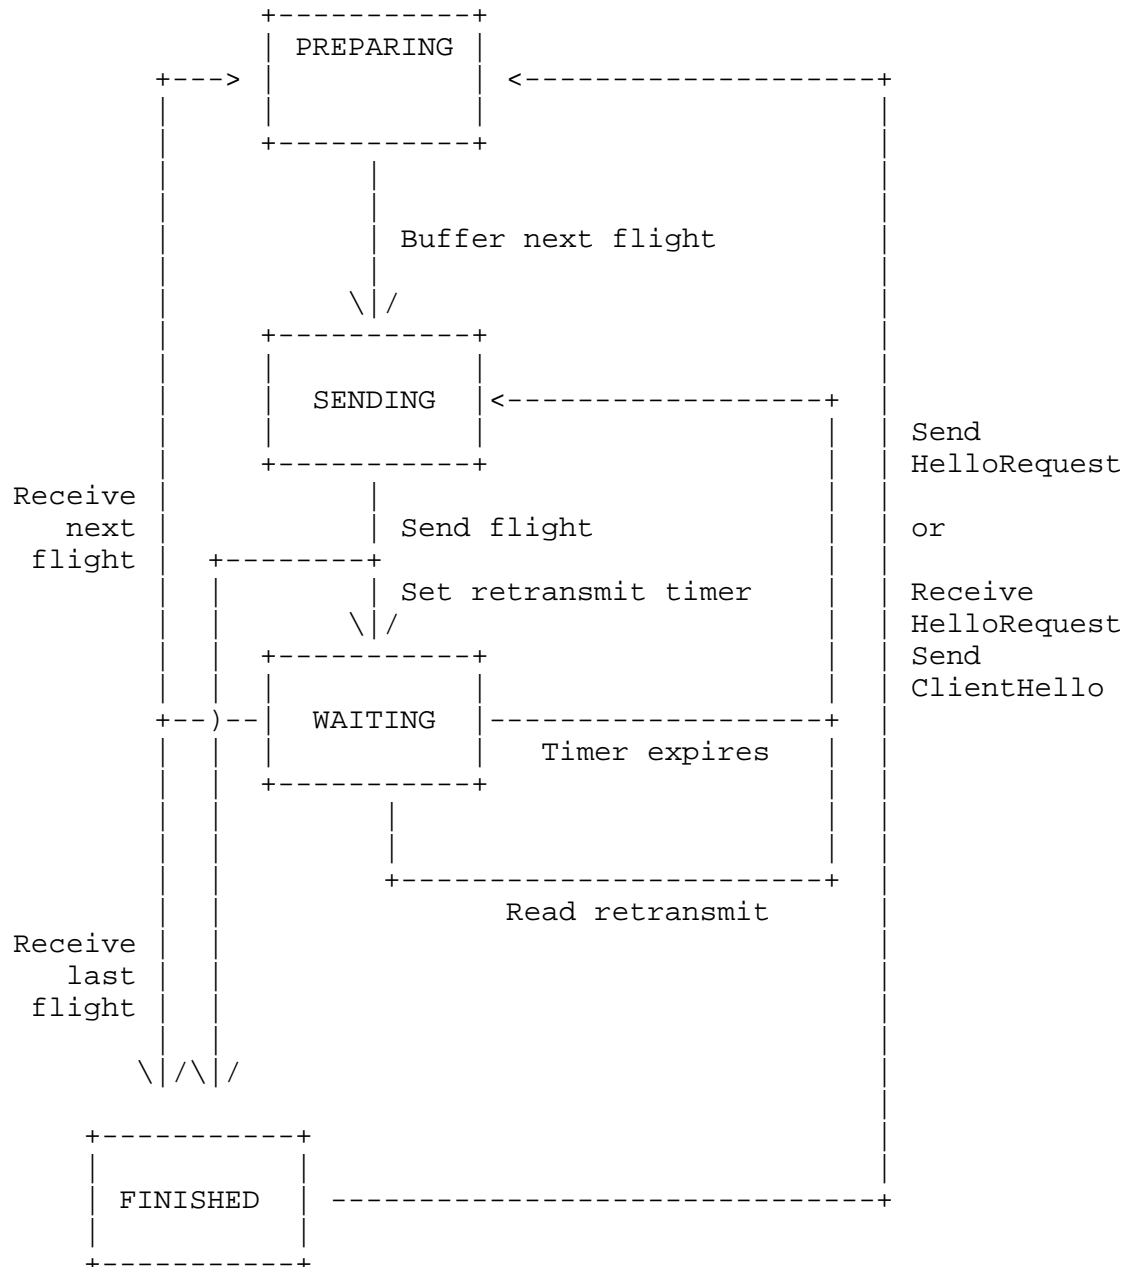 PREPARING
Buffer next flight
SENDING
Send
HelloRequest
Receive
next
flight
Send flight
or
Set retransmit timer
Receive
HelloRequest
Send
ClientHello
WAITING
Timer expires
Read retransmit
Receive
last
flight
FINISHED